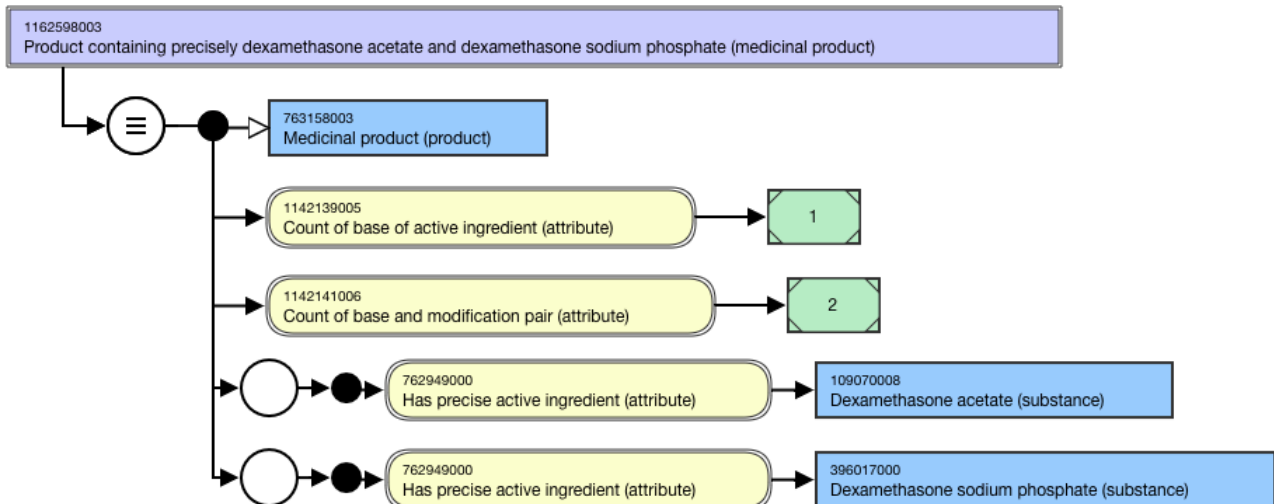 1162598003
Product containing precisely dexamethasone acetate and dexamethasone sodium phosphate (medicinal product)
763158003
Medicinal product (product)
1142139005
Count of base of active ingredient (attribute)
1
1142141006
Count of base and modification pair (attribute)
2
762949000
Has precise active ingredient (attribute)
109070008
Dexamethasone acetate (substance)
762949000
Has precise active ingredient (attribute)
396017000
Dexamethasone sodium phosphate (substance)